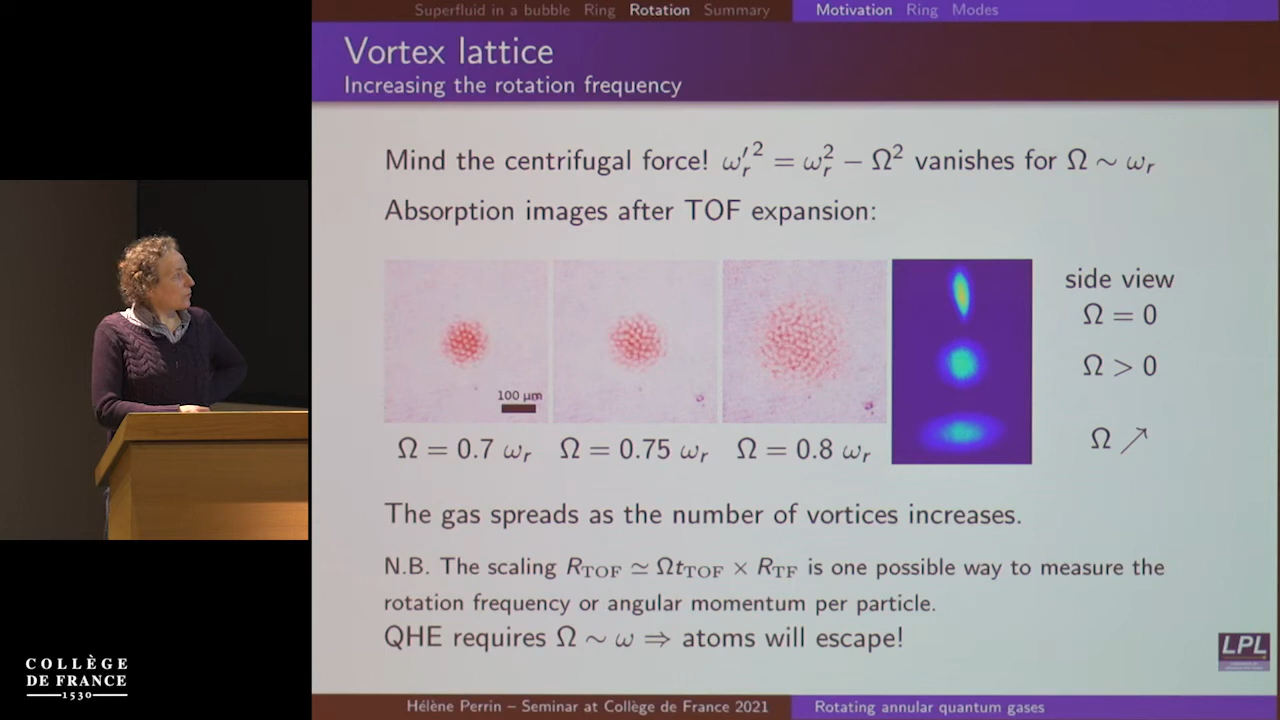 Superfluid in a bubble Ring Rotation Summary Motivation Ring Modes
Vortex lattice
Increasing the rotation frequency
Mind the centrifugal force! ω′ᵣ² = ωᵣ² − Ω² vanishes for Ω ∼ ωᵣ
Absorption images after TOF expansion:
100 µm
Ω = 0.7 ωᵣ Ω = 0.75 ωᵣ Ω = 0.8 ωᵣ
side view
Ω = 0
Ω > 0
Ω ↗
The gas spreads as the number of vortices increases.
N.B. The scaling R_TOF ≃ Ωt_TOF × R_TF is one possible way to measure the
rotation frequency or angular momentum per particle.
QHE requires Ω ∼ ω ⇒ atoms will escape!
LPL
Hélène Perrin – Seminar at Collège de France 2021 Rotating annular quantum gases
COLLÈGE
DE FRANCE
1530